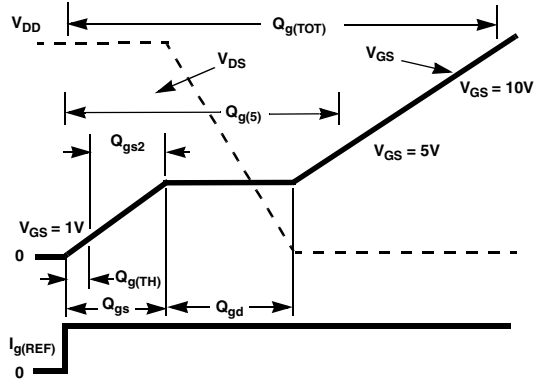 V_DD
Q_g(TOT)
V_DS
V_GS
V_GS = 10V
Q_g(5)
Q_gs2
V_GS = 5V
V_GS = 1V
0
Q_g(TH)
Q_gs
Q_gd
I_g(REF)
0